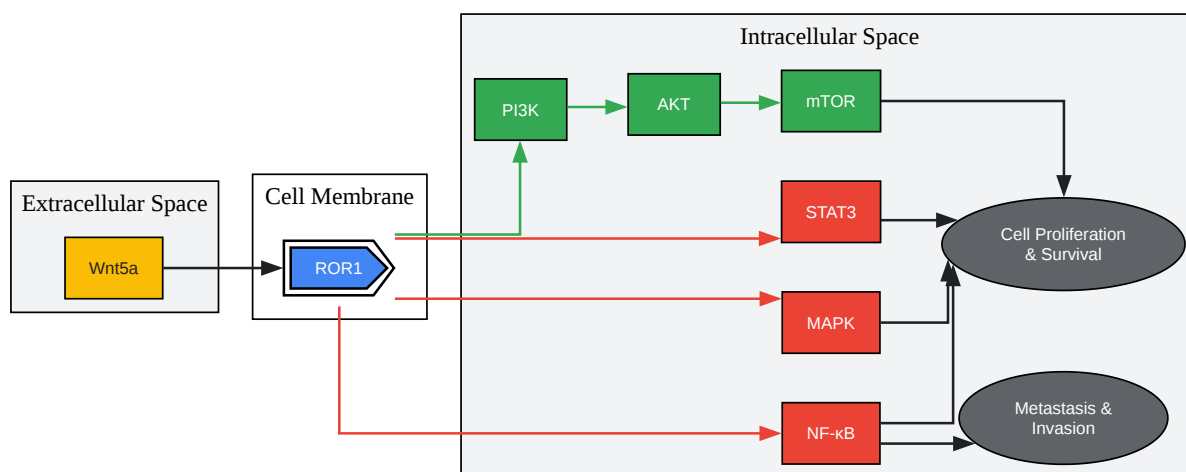 Intracellular Space
PI3K
AKT
mTOR
Extracellular Space
Wnt5a
Cell Membrane
ROR1
STAT3
Cell Proliferation
& Survival
MAPK
NF-κB
Metastasis &
Invasion